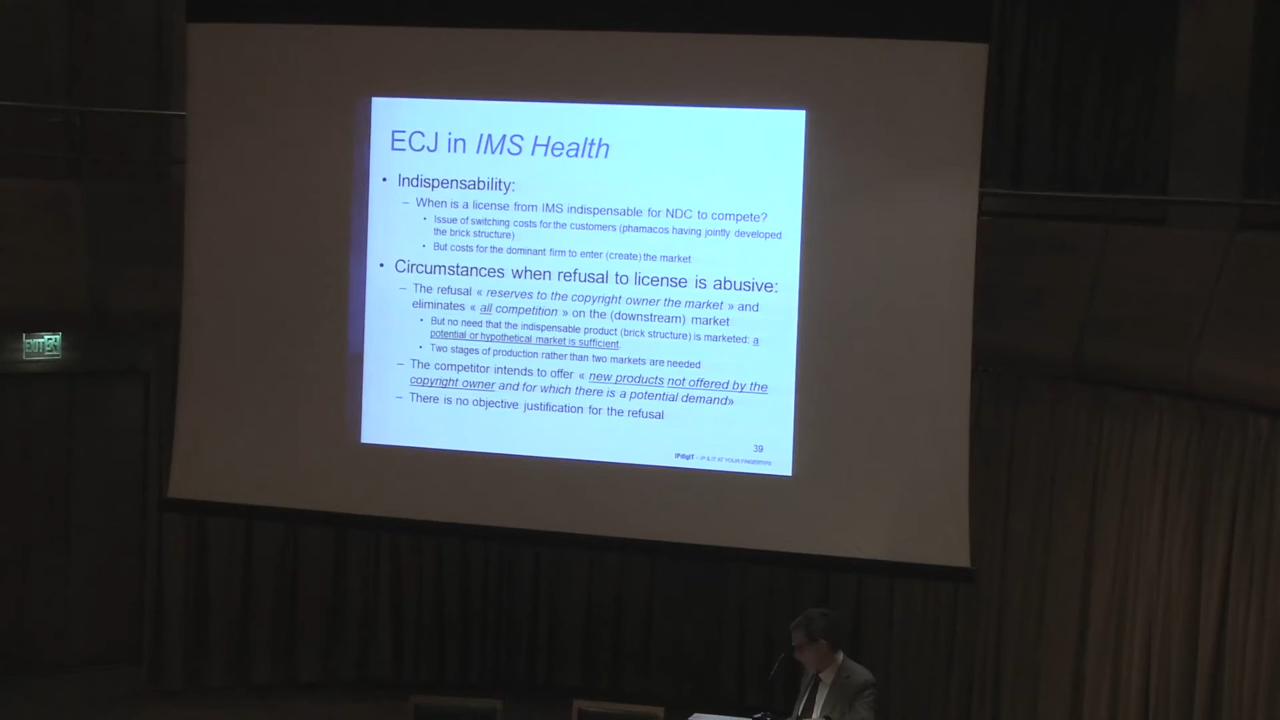 ECJ in IMS Health
• Indispensability:
– When is a license from IMS indispensable for NDC to compete?
• Issue of switching costs for the customers (phamacos having jointly developed
the brick structure)
• But costs for the dominant firm to enter (create) the market
• Circumstances when refusal to license is abusive:
– The refusal « reserves to the copyright owner the market » and
eliminates « all competition » on the (downstream) market
• But no need that the indispensable product (brick structure) is marketed: a
potential or hypothetical market is sufficient.
• Two stages of production rather than two markets are needed
– The competitor intends to offer « new products not offered by the
copyright owner and for which there is a potential demand»
– There is no objective justification for the refusal
39
IPdigIT - IP & IT AT YOUR FINGERTIPS
EXIT